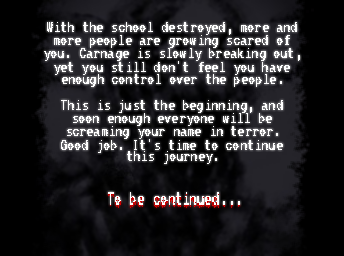 With the school destroyed, more and
more people are growing scared of
you. Carnage is slowly breaking out,
yet you still don't feel you have
enough control over the people.
This is just the beginning, and
soon enough everyone will be
screaming your name in terror.
Good job. It's time to continue
this journey.
To be continued...